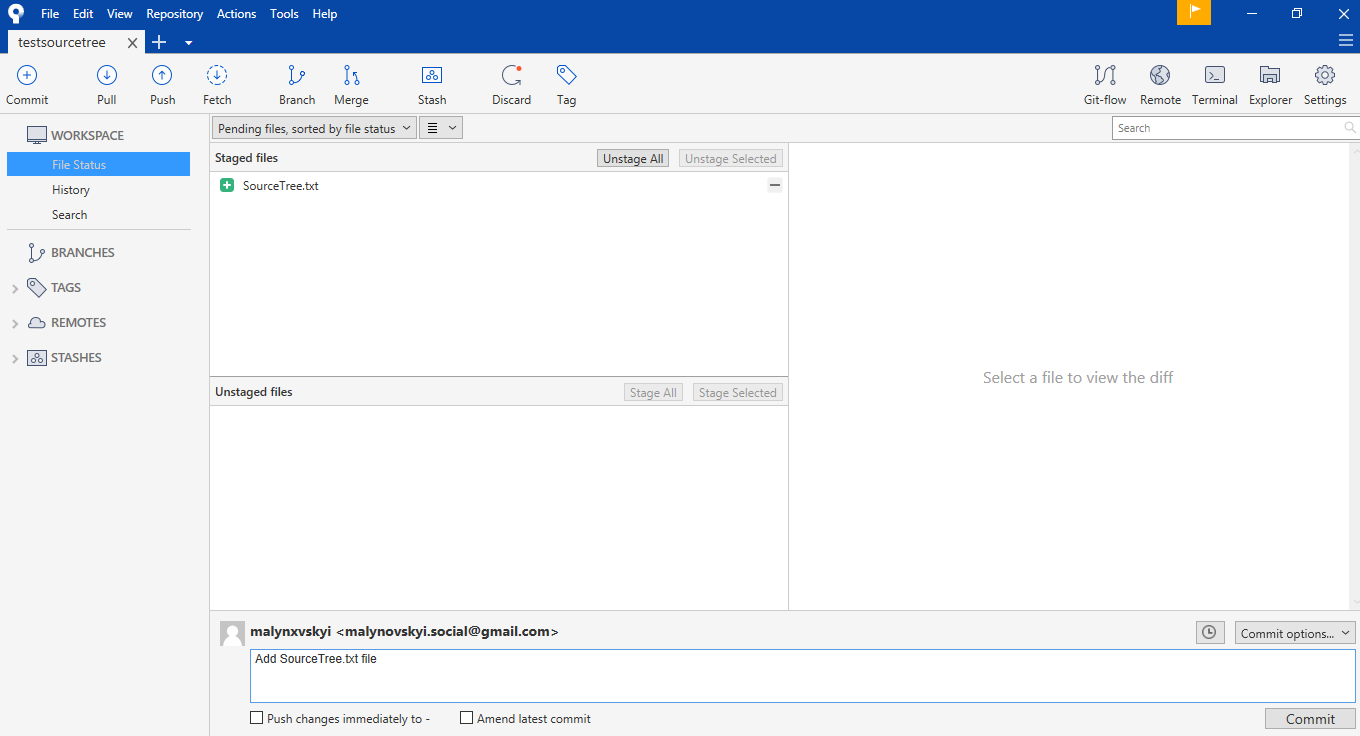 File Edit View Repository Actions Tools Help
testsourcetree
Commit Pull Push Fetch Branch Merge Stash Discard Tag Git-flow Remote Terminal Explorer Settings
WORKSPACE
File Status
History
Search
BRANCHES
TAGS
REMOTES
STASHES
Pending files, sorted by file status
Search
Staged files Unstage All Unstage Selected
SourceTree.txt
Unstaged files Stage All Stage Selected
Select a file to view the diff
malynxvskyi <malynovskyi.social@gmail.com>
Commit options...
Add SourceTree.txt file
Push changes immediately to - Amend latest commit
Commit